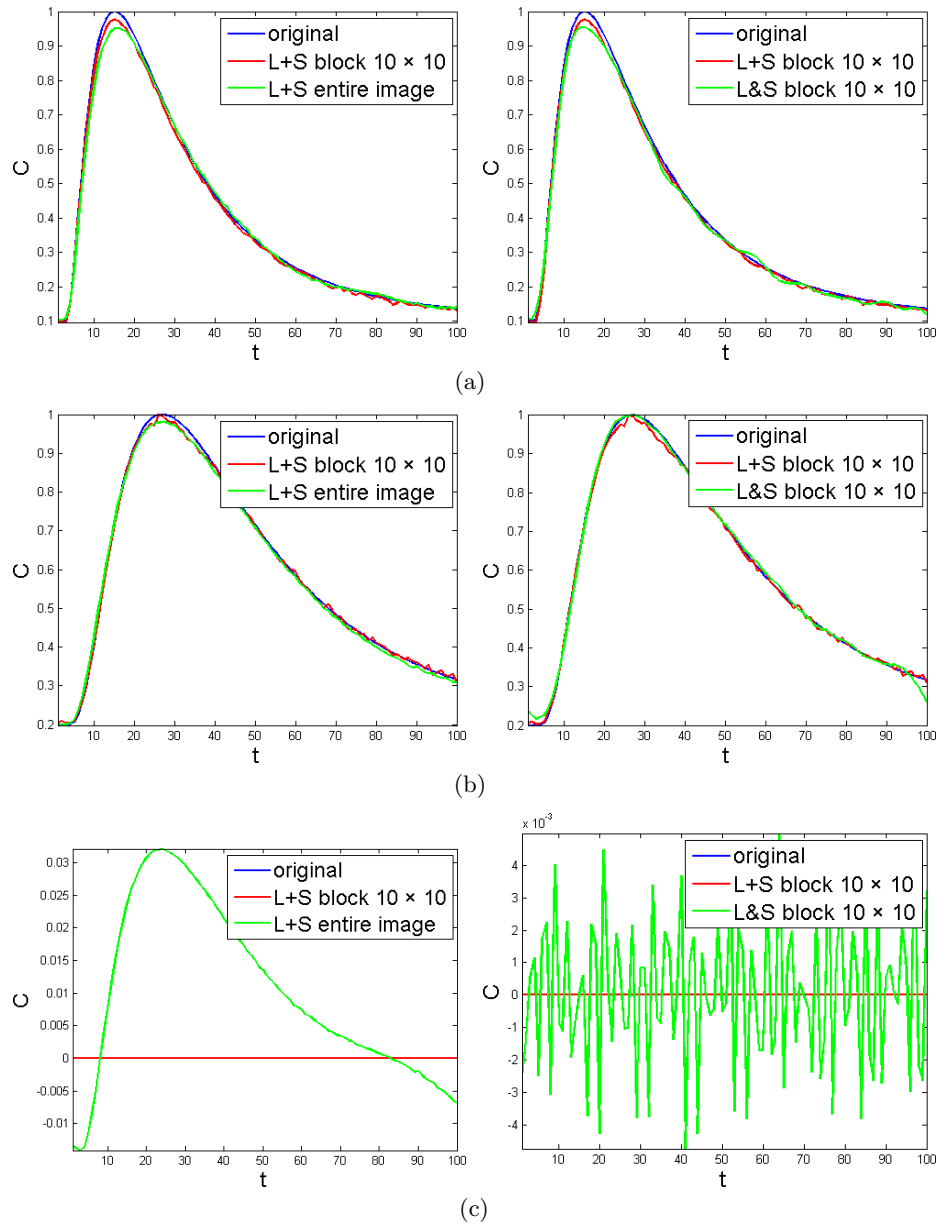 C
1
0.9
0.8
0.7
0.6
0.5
0.4
0.3
0.2
0.1
10 20 30 40 50 60 70 80 90 100
t
original
L+S block 10 × 10
L+S entire image
C
1
0.9
0.8
0.7
0.6
0.5
0.4
0.3
0.2
0.1
10 20 30 40 50 60 70 80 90 100
t
original
L+S block 10 × 10
L&S block 10 × 10
(a)
C
1
0.9
0.8
0.7
0.6
0.5
0.4
0.3
0.2
10 20 30 40 50 60 70 80 90 100
t
original
L+S block 10 × 10
L+S entire image
C
1
0.9
0.8
0.7
0.6
0.5
0.4
0.3
0.2
10 20 30 40 50 60 70 80 90 100
t
original
L+S block 10 × 10
L&S block 10 × 10
(b)
C
0.03
0.025
0.02
0.015
0.01
0.005
0
-0.005
-0.01
10 20 30 40 50 60 70 80 90 100
t
original
L+S block 10 × 10
L+S entire image
x 10⁻³
C
4
3
2
1
0
-1
-2
-3
-4
10 20 30 40 50 60 70 80 90 100
t
original
L+S block 10 × 10
L&S block 10 × 10
(c)